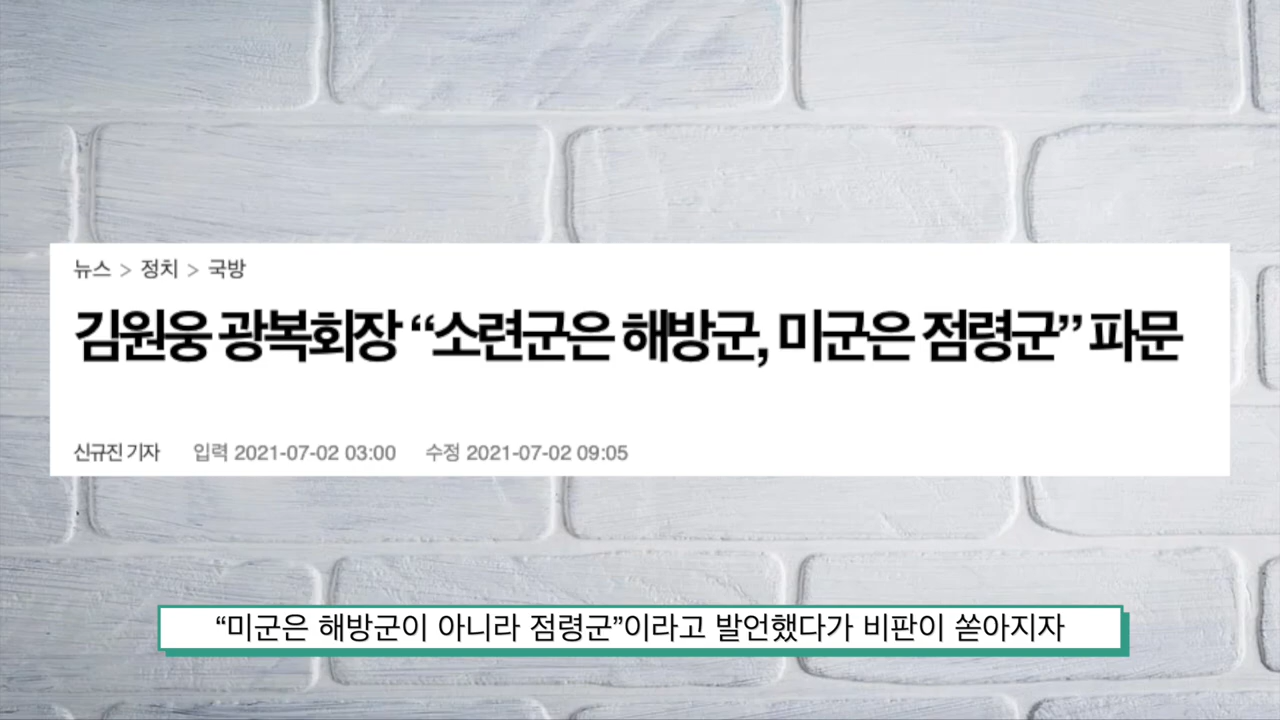 뉴스 > 정치 > 국방
김원웅 광복회장 “소련군은 해방군, 미군은 점령군” 파문
신규진 기자 입력 2021-07-02 03:00 수정 2021-07-02 09:05
“미군은 해방군이 아니라 점령군”이라고 발언했다가 비판이 쏟아지자